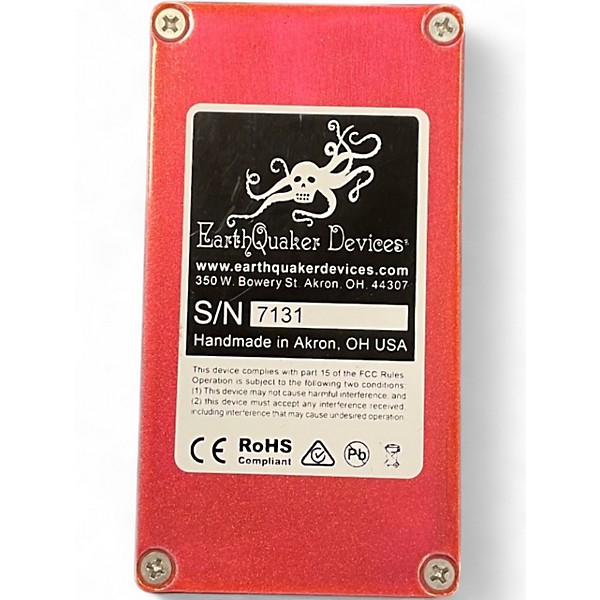 EarthQuaker Devices®
www.earthquakerdevices.com
350 W. Bowery St. Akron, OH, 44307
S/N 7131
Handmade in Akron, OH USA
This device complies with part 15 of the FCC Rules
Operation is subject to the following two conditions:
(1) This device may not cause harmful interference, and
(2) this device must accept any interference received,
including interference that may cause undesired operation
CE RoHS Pb
Compliant